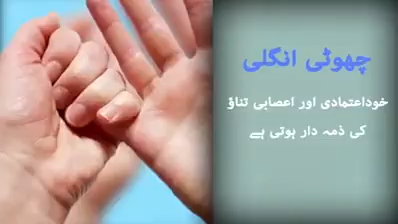 چھوٹی انگلی
خوداعتمادی اور اعصابی تناؤ
کی ذمہ دار ہوتی ہے